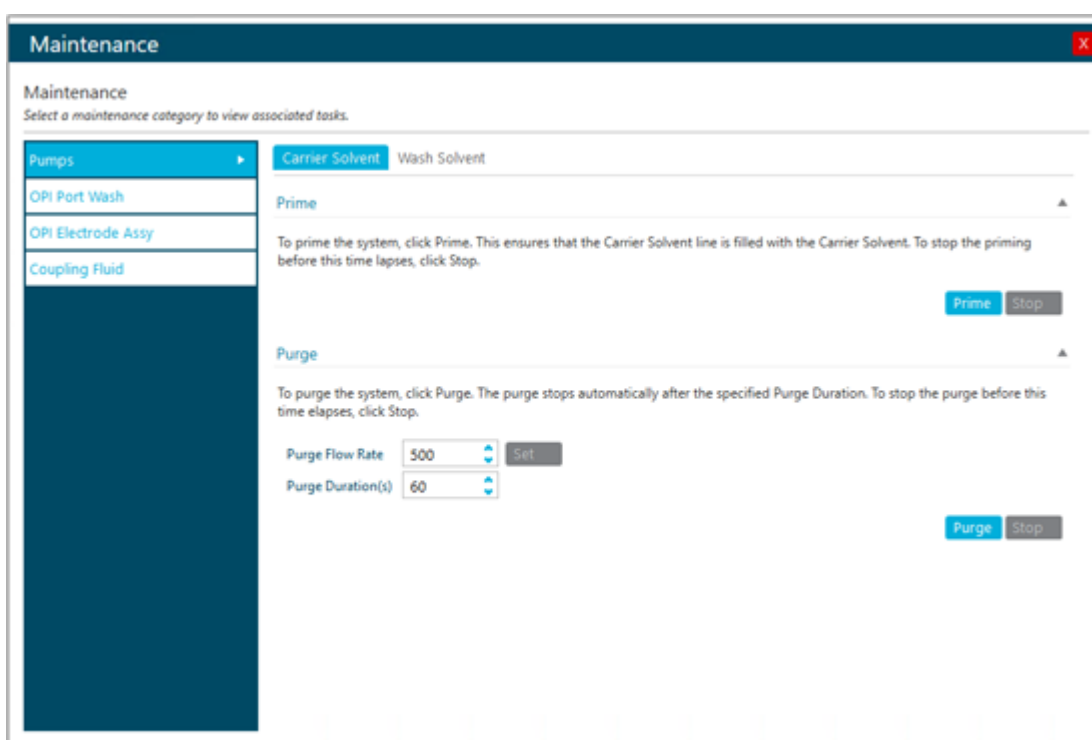 Maintenance
X
Maintenance
Select a maintenance category to view associated tasks.
Pumps
OPI Port Wash
OPI Electrode Assy
Coupling Fluid
Carrier Solvent Wash Solvent
Prime
To prime the system, click Prime. This ensures that the Carrier Solvent line is filled with the Carrier Solvent. To stop the priming
before this time lapses, click Stop.
Prime Stop
Purge
To purge the system, click Purge. The purge stops automatically after the specified Purge Duration. To stop the purge before this
time elapses, click Stop.
Purge Flow Rate 500 Set
Purge Duration(s) 60
Purge Stop